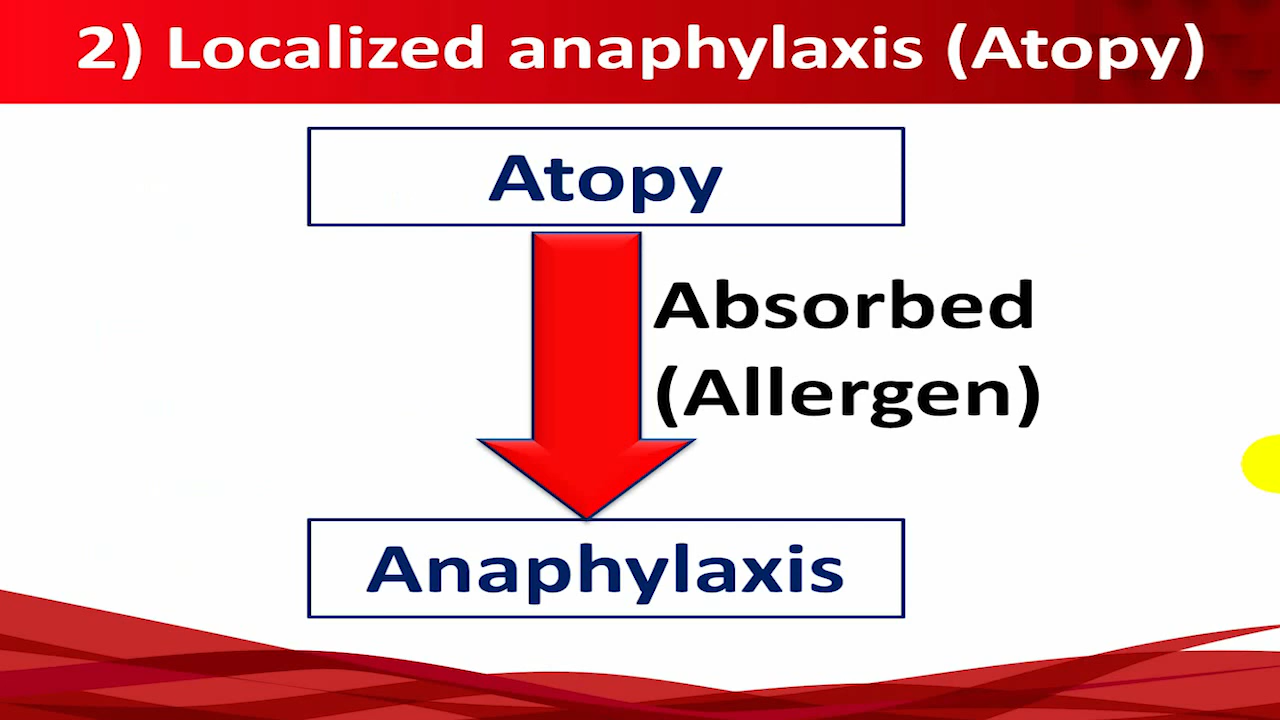 2) Localized anaphylaxis (Atopy)
Atopy
Absorbed
(Allergen)
Anaphylaxis